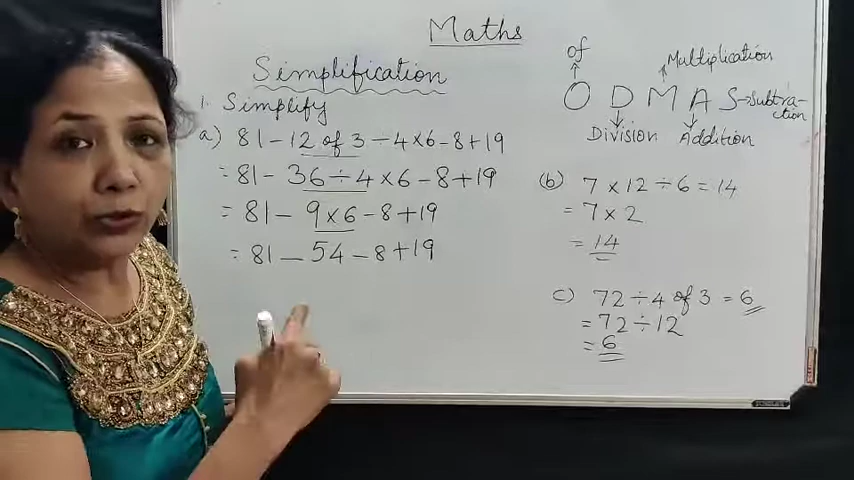 Maths
Simplification
1. Simplify
a) 81 - 12 of 3 ÷ 4 x 6 - 8 + 19
= 81 - 36 ÷ 4 x 6 - 8 + 19
= 81 - 9 x 6 - 8 + 19
= 81 - 54 - 8 + 19
of
Multiplication
O D M A S → Subtra-
ction
Division Addition
(b) 7 x 12 ÷ 6 = 14
= 7 x 2
= 14
c) 72 ÷ 4 of 3 = 6
= 72 ÷ 12
= 6